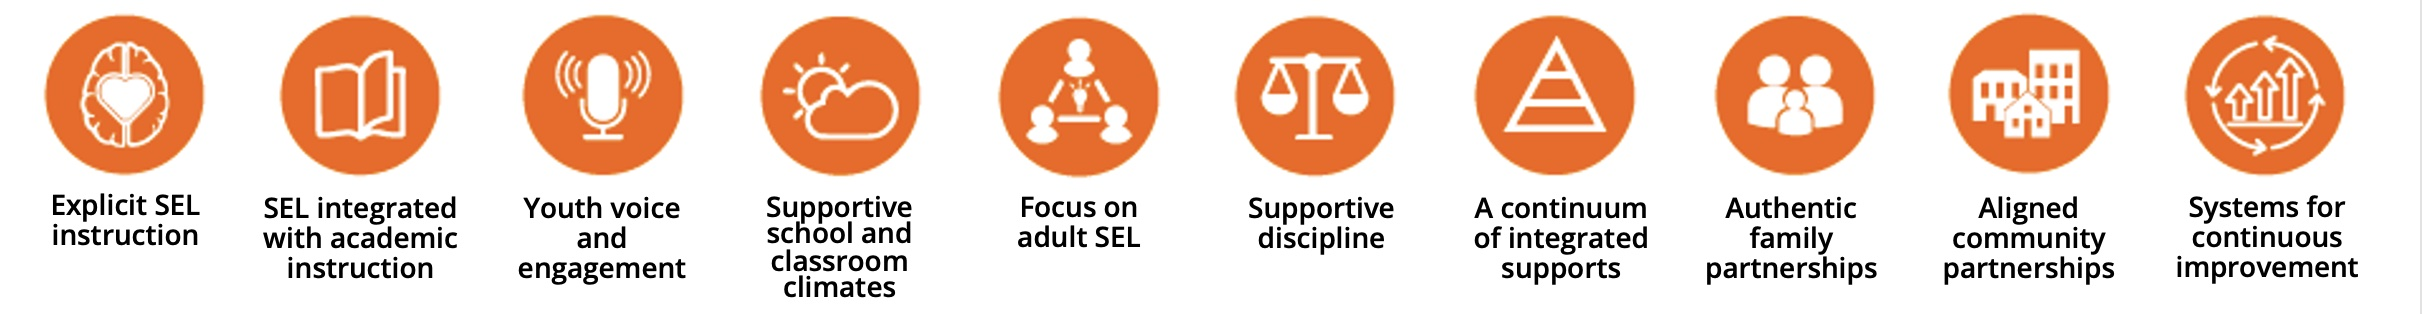 Explicit SEL
instruction
SEL integrated
with academic
instruction
Youth voice
and
engagement
Supportive
school and
classroom
climates
Focus on
adult SEL
Supportive
discipline
A continuum
of integrated
supports
Authentic
family
partnerships
Aligned
community
partnerships
Systems for
continuous
improvement